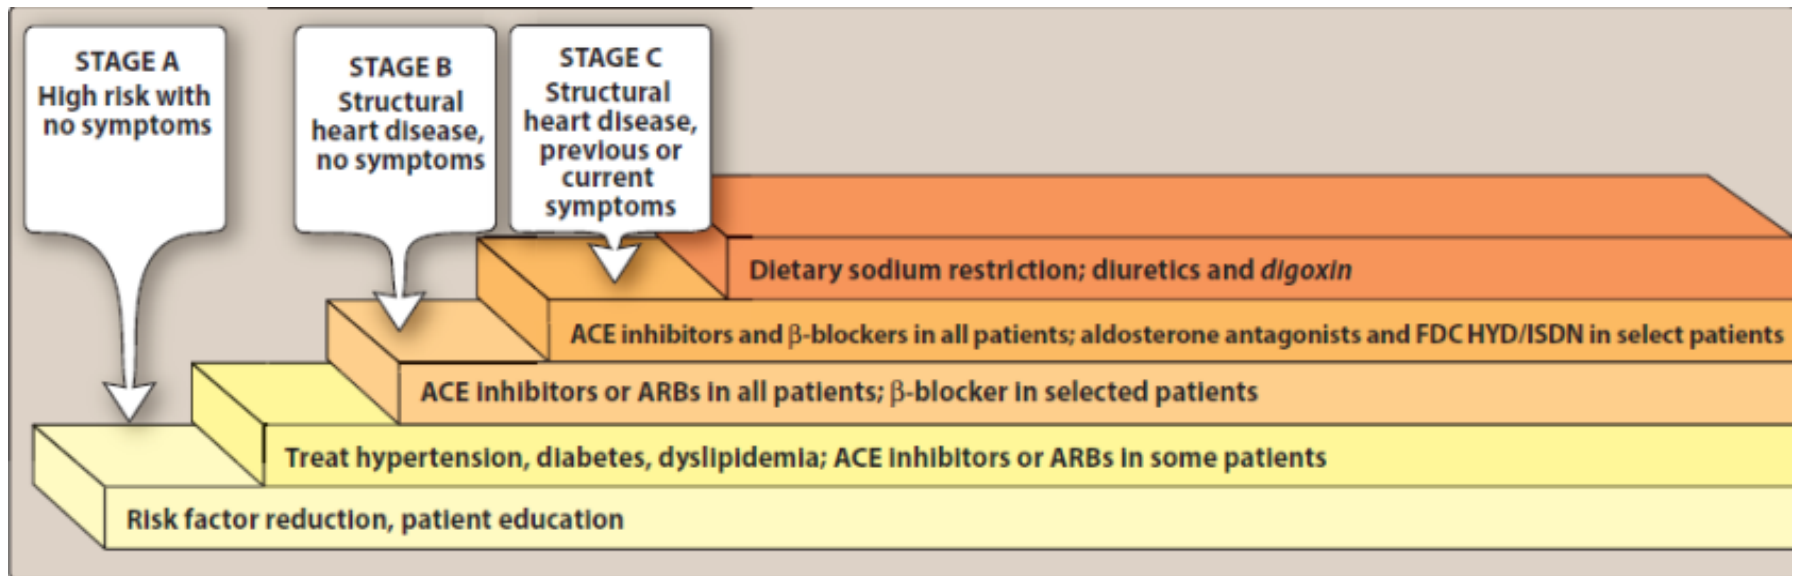 STAGE A
High risk with
no symptoms
STAGE B
Structural
heart disease,
no symptoms
STAGE C
Structural
heart disease,
previous or
current
symptoms
Dietary sodium restriction; diuretics and digoxin
ACE inhibitors and β-blockers in all patients; aldosterone antagonists and FDC HYD/ISDN in select patients
ACE inhibitors or ARBs in all patients; β-blocker in selected patients
Treat hypertension, diabetes, dyslipidemia; ACE inhibitors or ARBs in some patients
Risk factor reduction, patient education